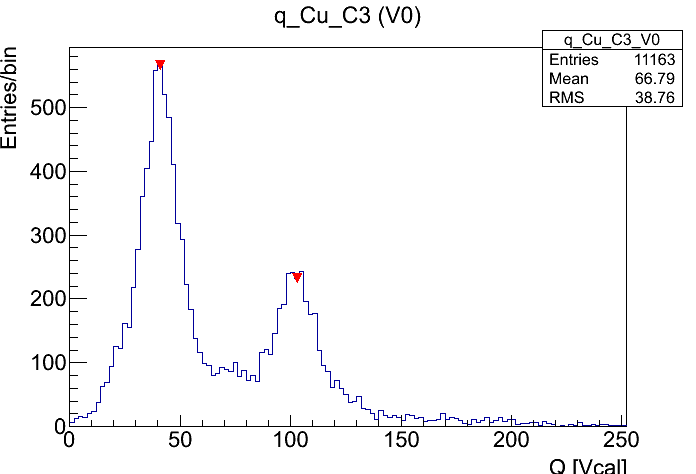 q_Cu_C3 (V0)
q_Cu_C3_V0
Entries 11163
Mean 66.79
RMS 38.76
Entries/bin
500
400
300
200
100
0
0 50 100 150 200 250
Q [Vcal]